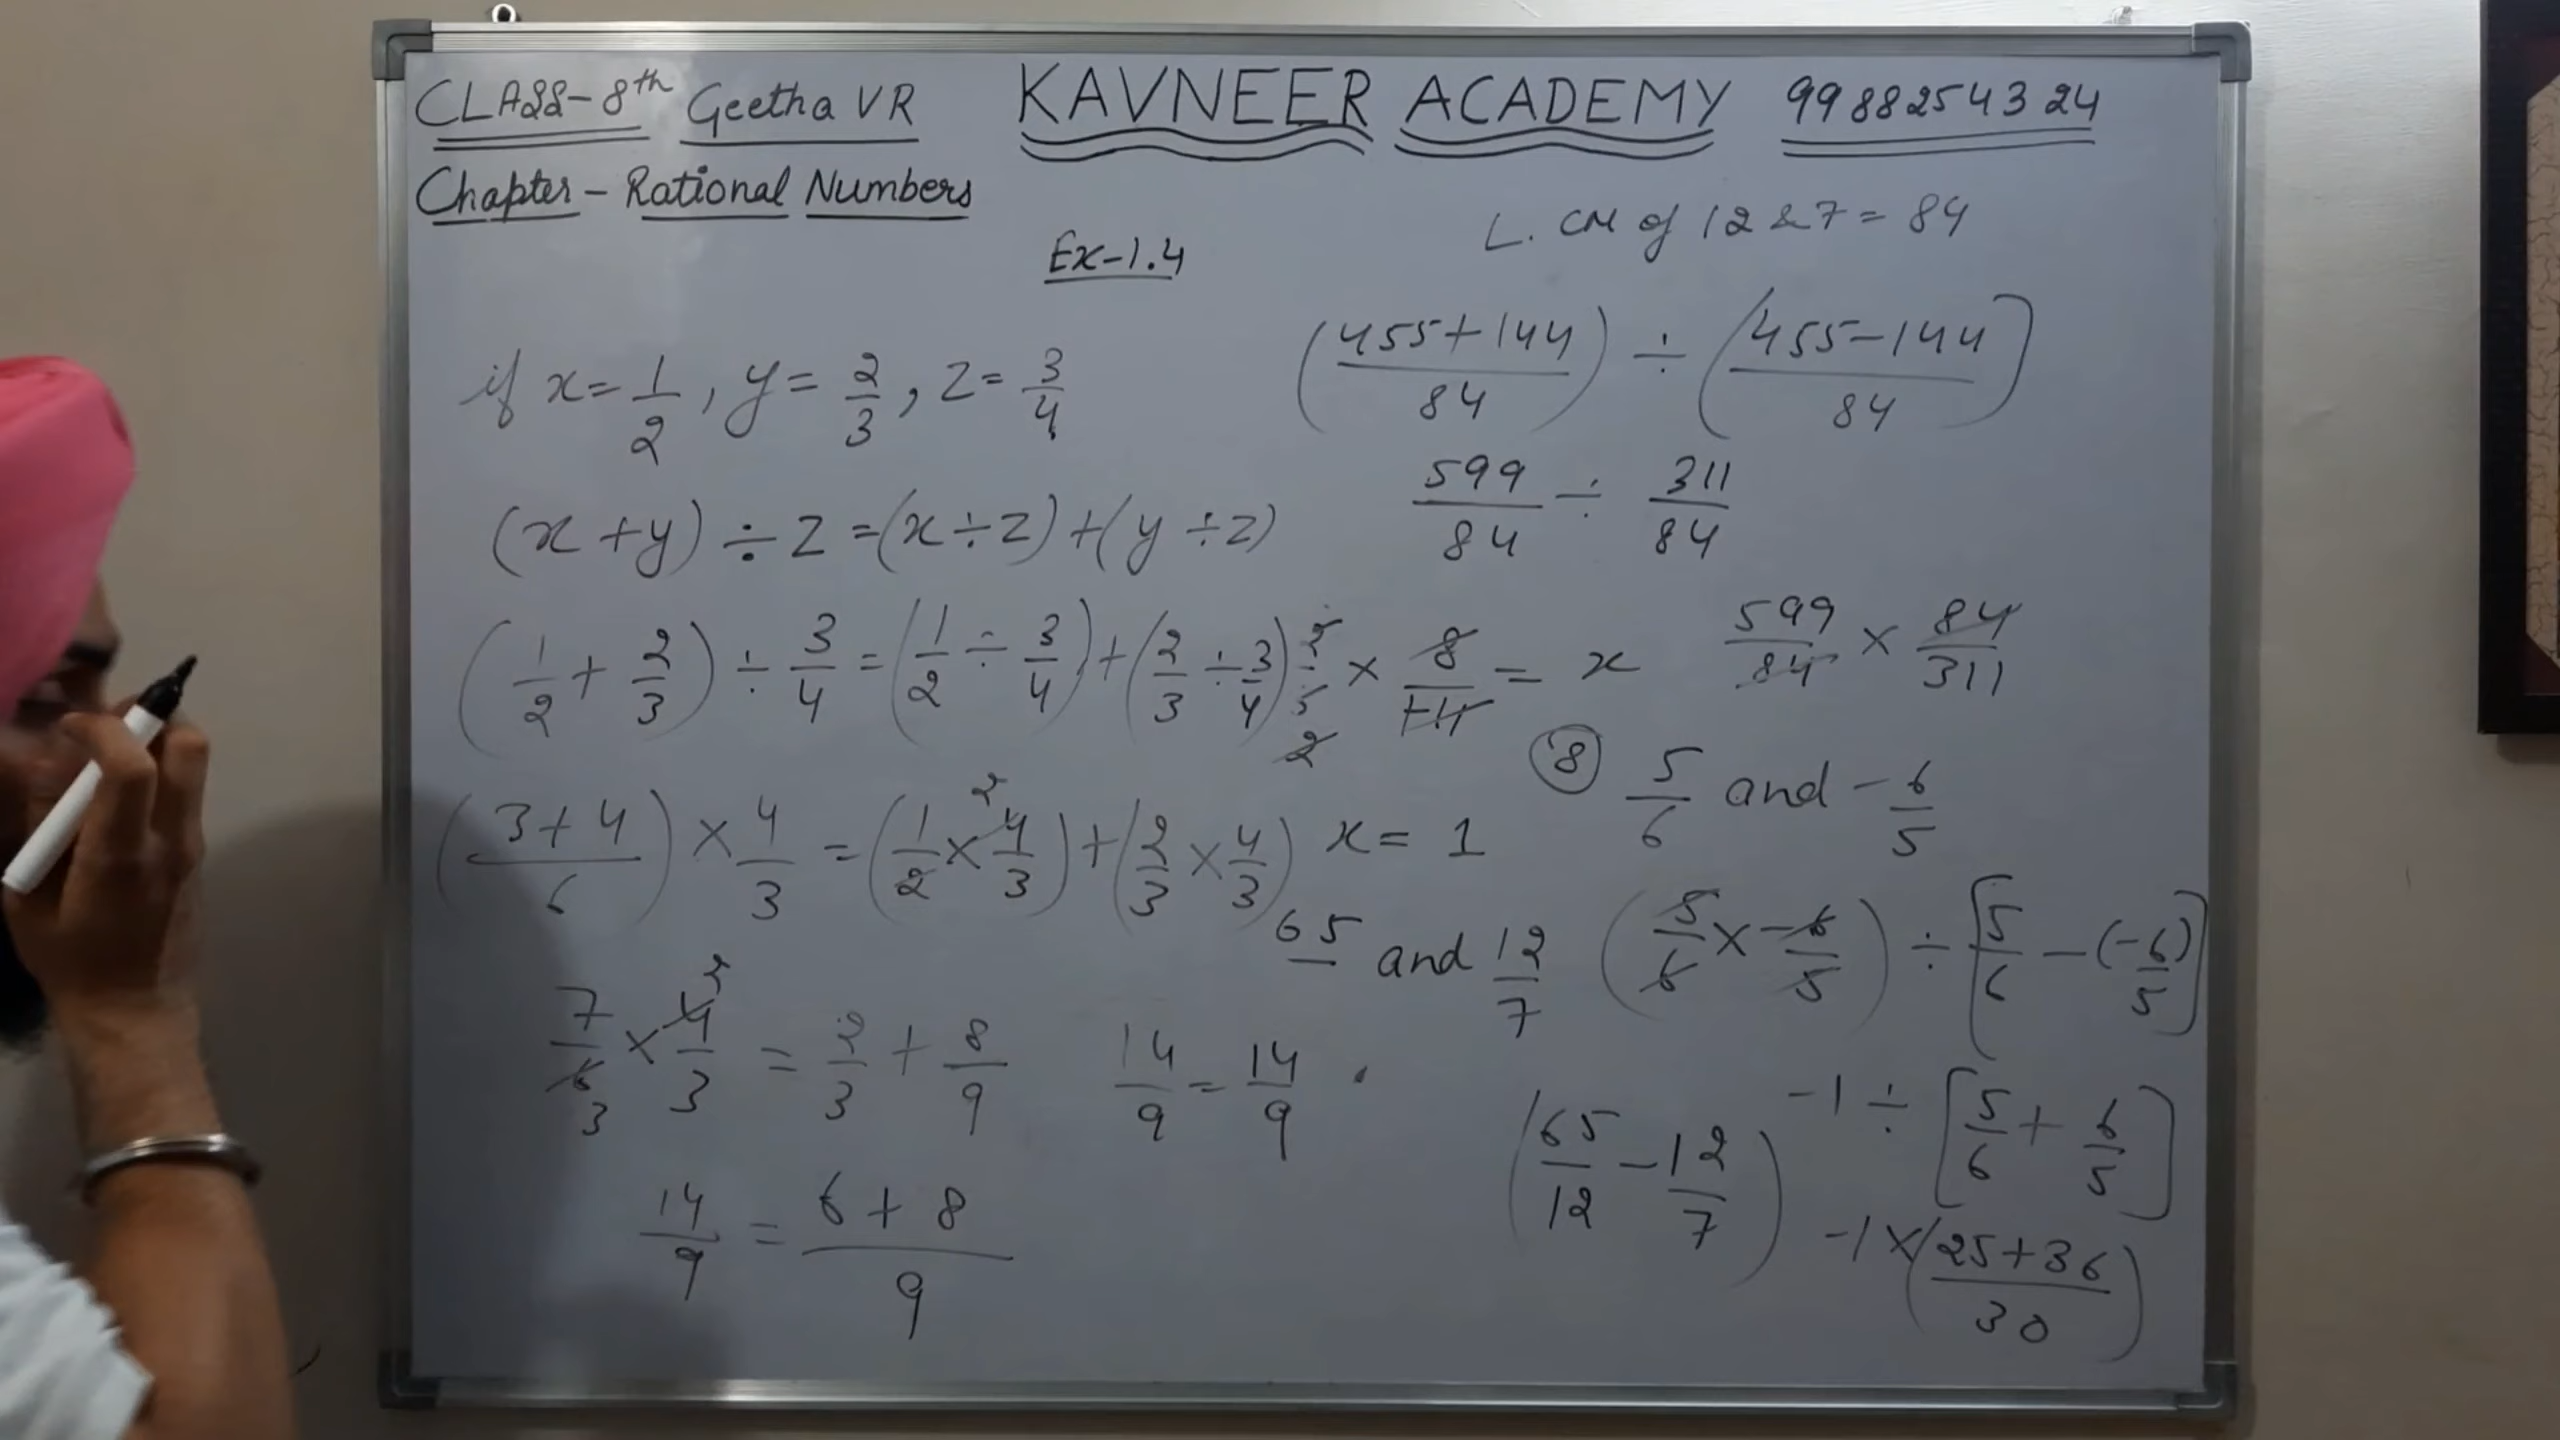 CLASS-8th Geetha VR KAVNEER ACADEMY 9988254324
Chapter - Rational Numbers
Ex-1.4
L.CM of 12 & 7 = 84
if x = 1/2, y = 2/3, z = 3/4
(x + y) ÷ z = (x ÷ z) + (y ÷ z)
(1/2 + 2/3) ÷ 3/4 = (1/2 ÷ 3/4) + (2/3 ÷ 3/4)
(3+4/6) × 4/3 = (1/2 × 4/3) + (2/3 × 4/3)
2
7/6 × 4/3 = 2/3 + 8/9
2
3
14/9 = 14/9
14/9 = 6+8/9
× 8 = x
2
x = 1
65 and 12/7
(455+144/84) ÷ (455-144/84)
599/84 ÷ 311/84
599/84 × 84/311
(8) 5/6 and -6/5
(5/6 × -6/5) ÷ [5/6 - (-6/5)]
-1 ÷ [5/6 + 6/5]
-1 × (25+36/30)
(65/12 - 12/7)